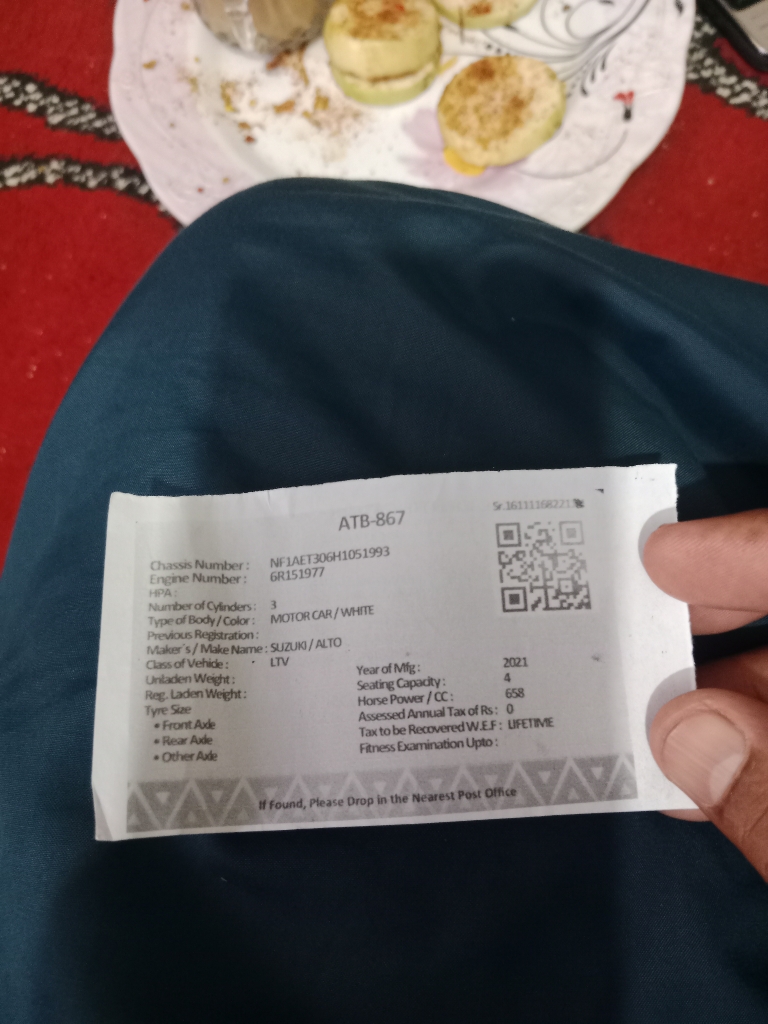 Sr.1611116822
ATB-867
Chassis Number : NF1AET306H1051993
Engine Number : 6R151977
HPA :
Number of Cylinders : 3
Type of Body / Color : MOTOR CAR / WHITE
Previous Registration :
Maker's / Make Name : SUZUKI / ALTO
Class of Vehicle : LTV
Unladen Weight :
Reg. Laden Weight :
Tyre Size
• Front Axle
• Rear Axle
• Other Axle
Year of Mfg : 2021
Seating Capacity : 4
Horse Power / CC : 658
Assessed Annual Tax of Rs : 0
Tax to be Recovered W.E.F : LIFETIME
Fitness Examination Upto :
If Found, Please Drop in the Nearest Post Office